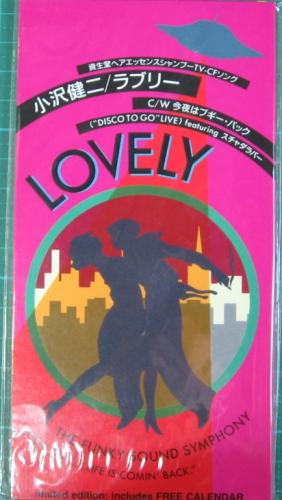 資生堂ヘアエッセンスシャンプーTV-CFソング
小沢健二/ラブリー
C/W 今夜はブギー・バック
("DISCO TO GO" LIVE) featuring スチャダラパー
LOVELY
THE FUNKY SOUND SYMPHONY
LIFE IS COMIN' BACK."
limited edition: includes FREE CALENDAR